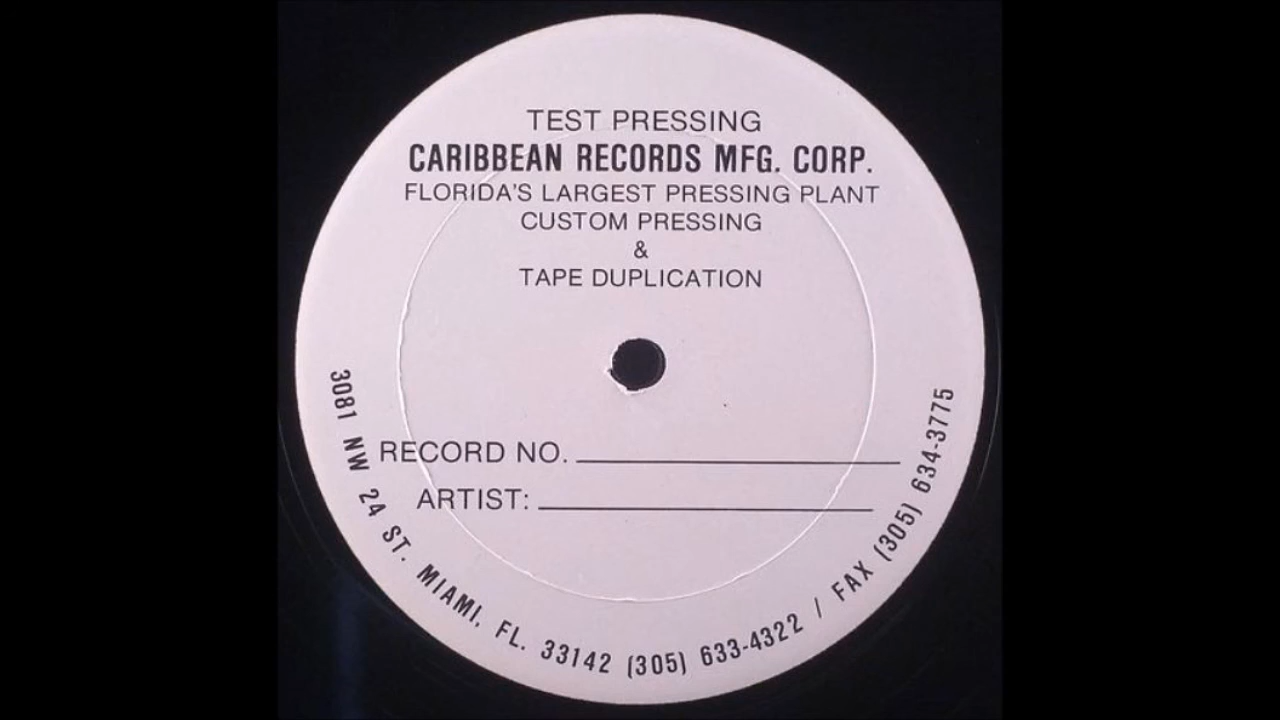 TEST PRESSING
CARIBBEAN RECORDS MFG. CORP.
FLORIDA'S LARGEST PRESSING PLANT
CUSTOM PRESSING
&
TAPE DUPLICATION
RECORD NO.
ARTIST:
3081 NW 24 ST. MIAMI, FL. 33142 (305) 633-4322 / FAX (305) 634-3775